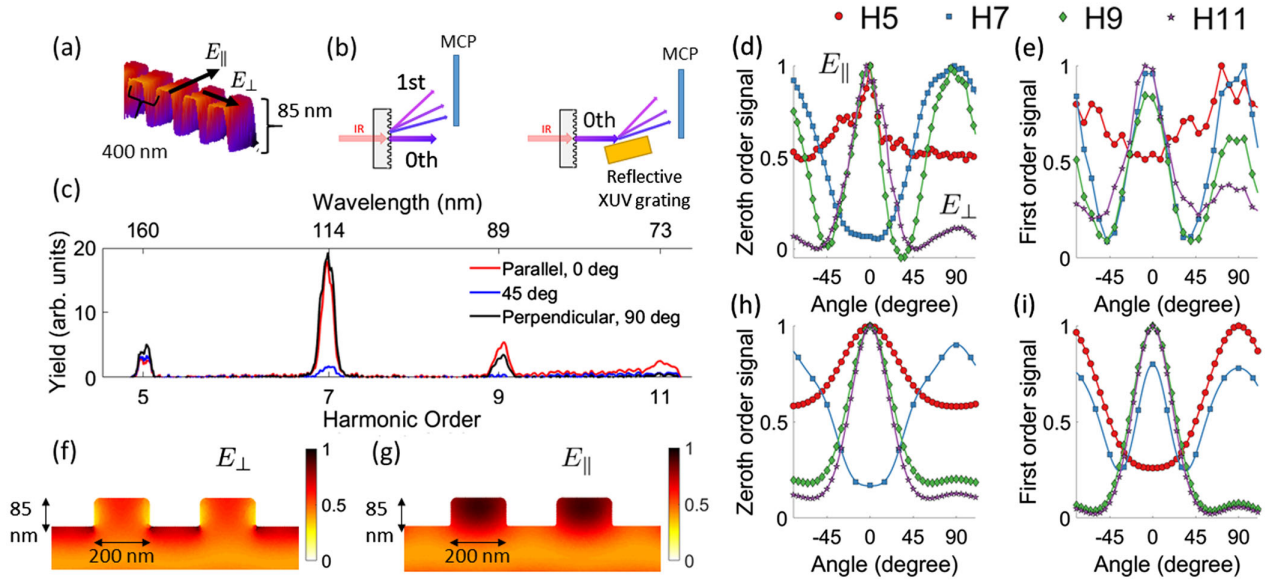 H5
H7
H9
H11
(a)
E∥
E⊥
85 nm
400 nm
(b)
MCP
1st
IR
0th
MCP
0th
IR
Reflective
XUV grating
(c)
Wavelength (nm)
160
114
89
73
20
10
0
Yield (arb. units)
Parallel, 0 deg
45 deg
Perpendicular, 90 deg
5
7
9
11
Harmonic Order
(d)
E∥
E⊥
1
0.5
0
Zeroth order signal
-45
0
45
90
Angle (degree)
(e)
1
0.5
0
First order signal
-45
0
45
90
Angle (degree)
(f)
E⊥
85
nm
200 nm
1
0.5
0
(g)
E∥
85
nm
200 nm
1
0.5
0
(h)
1
0.5
0
Zeroth order signal
-45
0
45
90
Angle (degree)
(i)
1
0.5
0
First order signal
-45
0
45
90
Angle (degree)